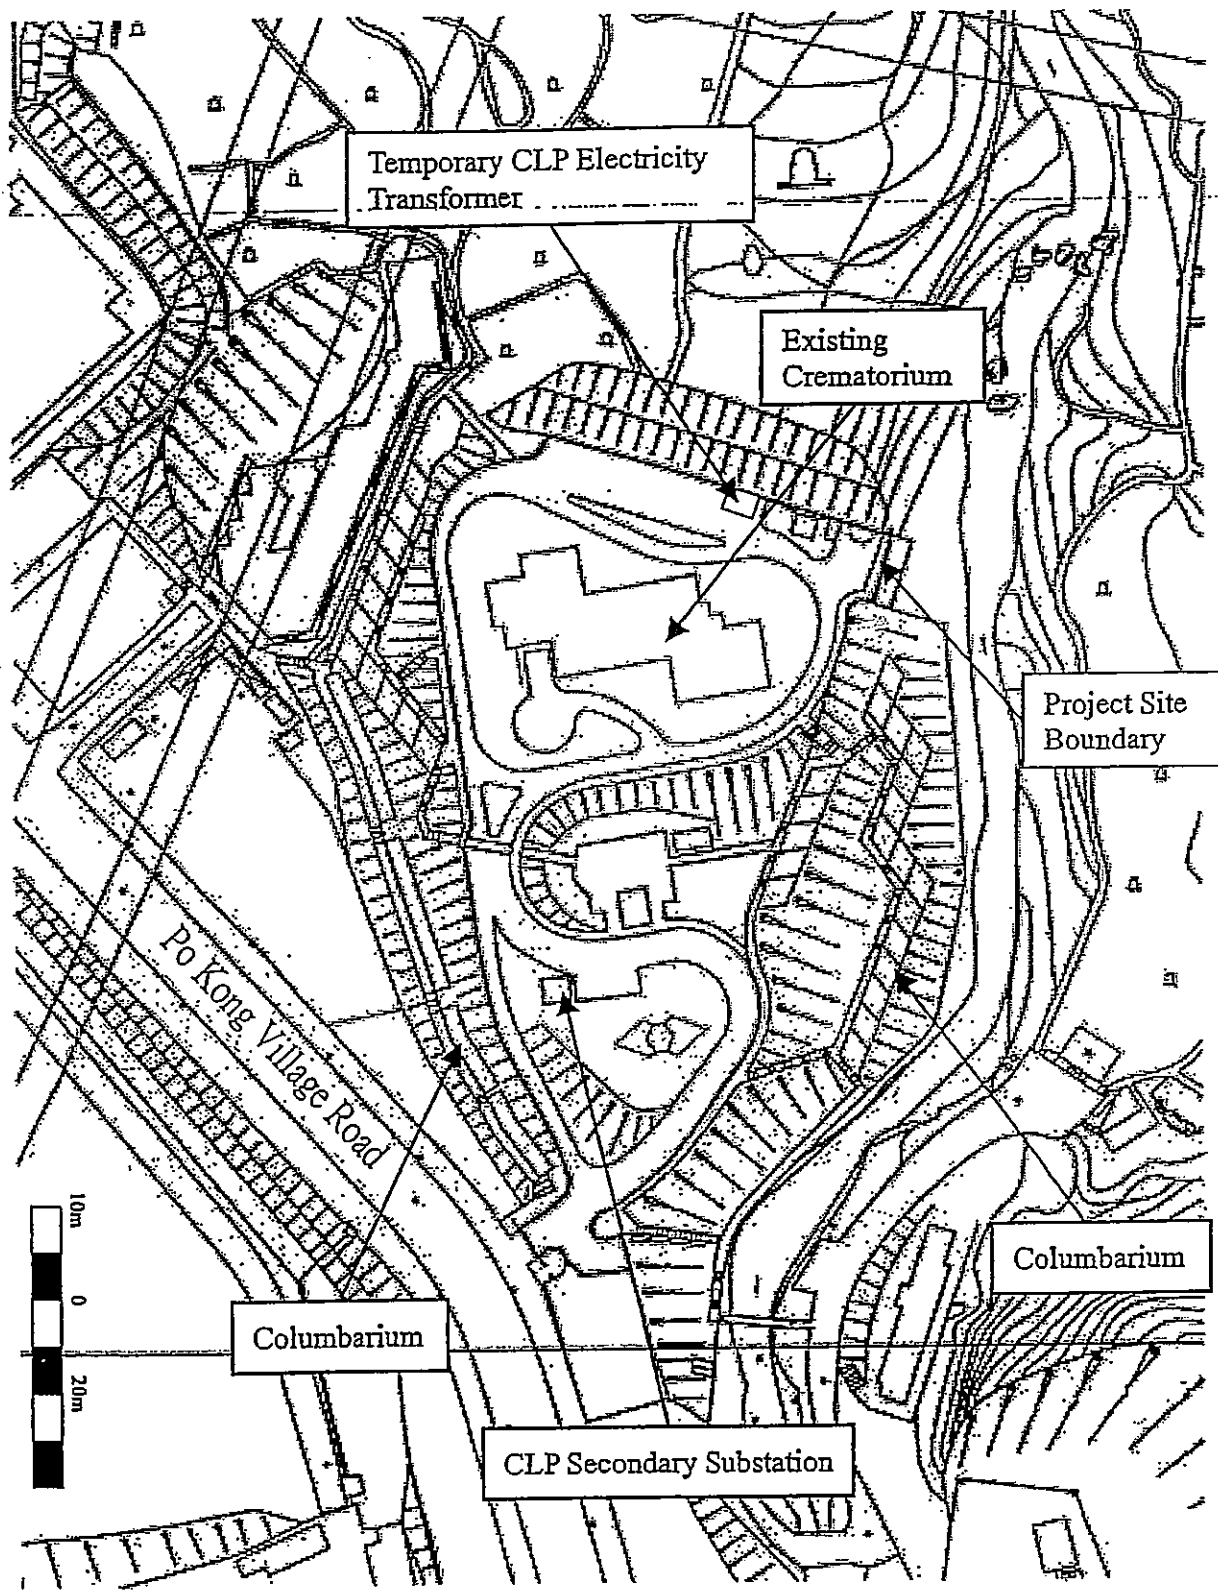 Temporary CLP Electricity
Transformer
Existing
Crematorium
Project Site
Boundary
Po Kong Village Road
10m
0
20m
Columbarium
Columbarium
CLP Secondary Substation